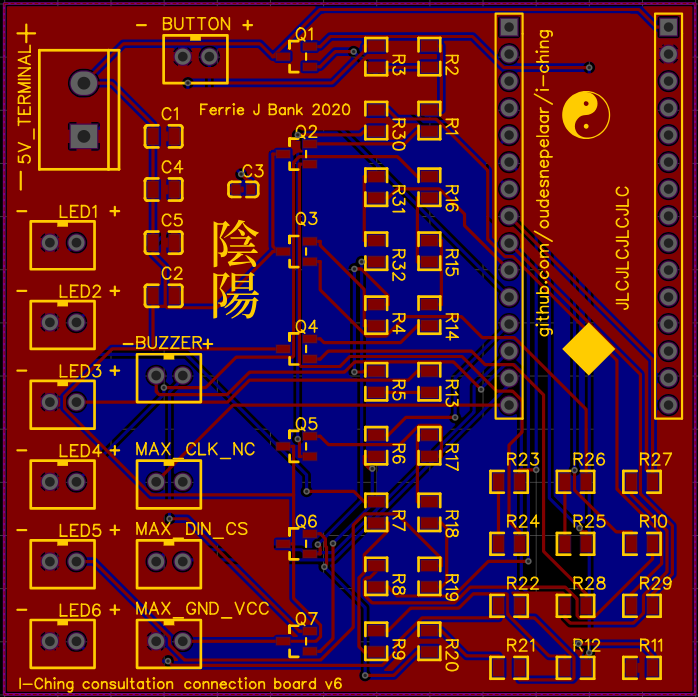 - BUTTON +
+
5V_TERMINAL
-
Q1
R3
R2
C1
Ferrie J Bank 2020
Q2
R30
R1
C4
C3
R31
R16
github.com/oudesnepelaar/i-ching
JLCJLCJLCJLC
- LED1 +
C5
陰
陽
Q3
R32
R15
C2
- LED2 +
R4
R14
-BUZZER+
Q4
- LED3 +
R5
R13
- LED4 +
MAX_CLK_NC
Q5
R6
R17
R23
R26
R27
- LED5 +
MAX_DIN_CS
Q6
R7
R18
R24
R25
R10
- LED6 +
MAX_GND_VCC
Q7
R8
R19
R22
R28
R29
R9
R20
R21
R12
R11
I-Ching consultation connection board v6